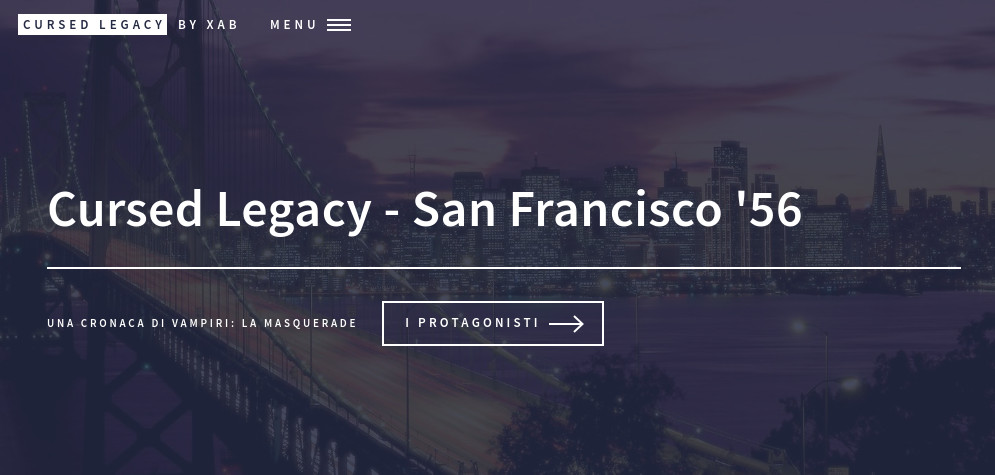 CURSED LEGACY BY XAB MENU
Cursed Legacy - San Francisco '56
UNA CRONACA DI VAMPIRI: LA MASQUERADE
I PROTAGONISTI